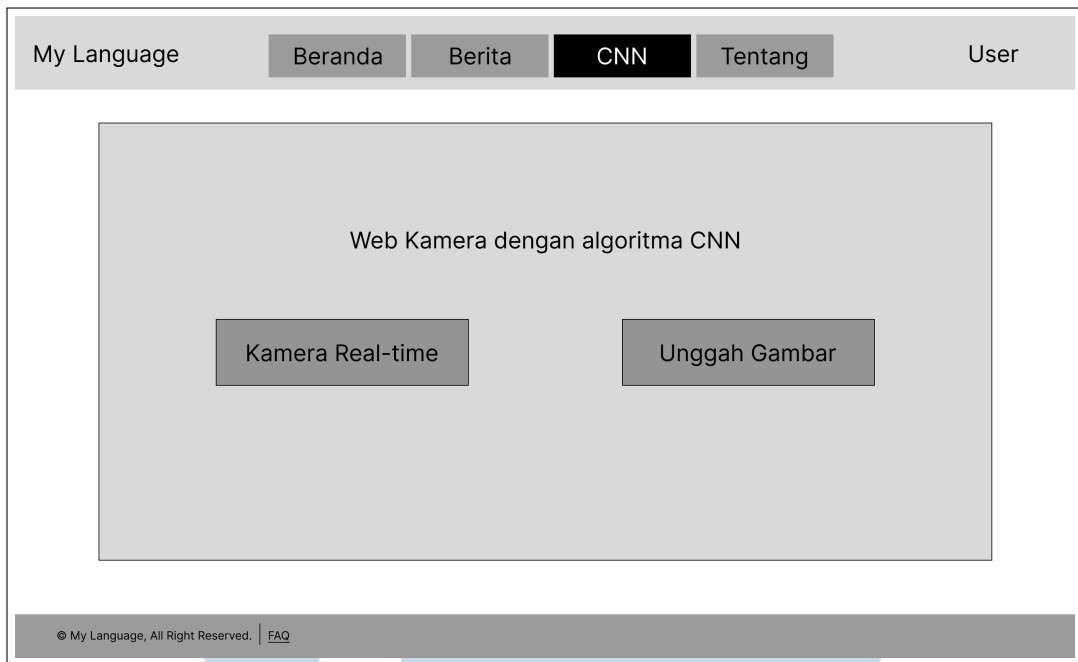 My Language Beranda Berita CNN Tentang User
Web Kamera dengan algoritma CNN
Kamera Real-time Unggah Gambar
© My Language, All Right Reserved. FAQ